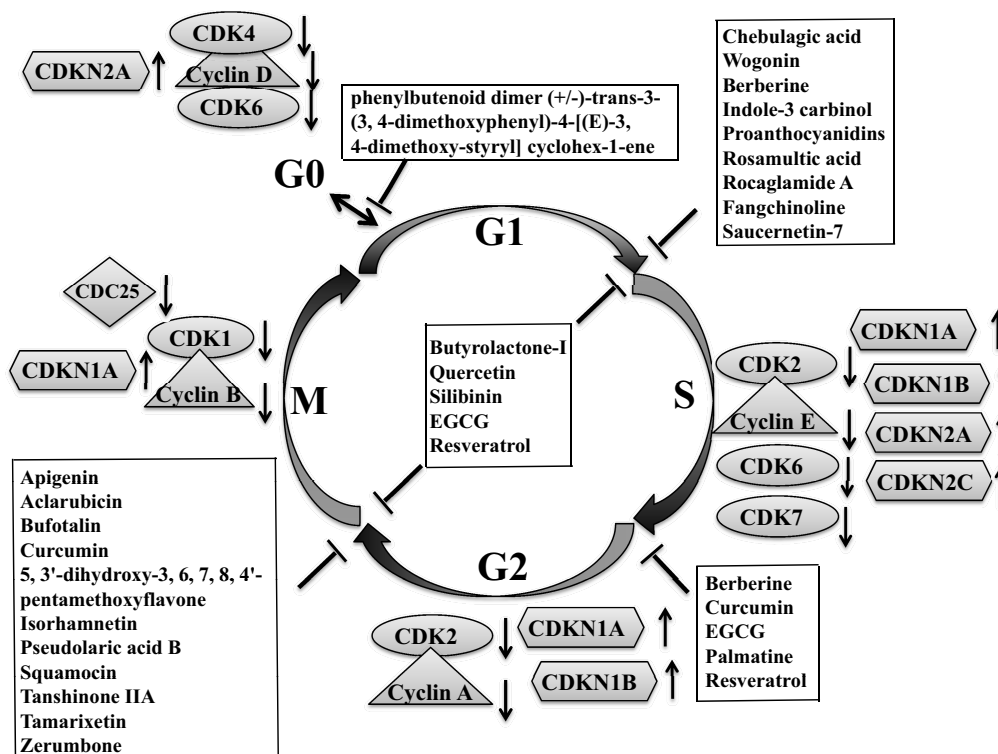 CDK4
CDKN2A
Cyclin D
CDK6
phenylbutenoid dimer (+/-)-trans-3-
(3, 4-dimethoxyphenyl)-4-[(E)-3,
4-dimethoxy-styryl] cyclohex-1-ene
Chebulagic acid
Wogonin
Berberine
Indole-3 carbinol
Proanthocyanidins
Rosamultic acid
Rocaglamide A
Fangchinoline
Saucernetin-7
G0
G1
CDC25
CDK1
CDKN1A
Cyclin B
M
Butyrolactone-I
Quercetin
Silibinin
EGCG
Resveratrol
S
CDK2
Cyclin E
CDK6
CDK7
CDKN1A
CDKN1B
CDKN2A
CDKN2C
Apigenin
Aclarubicin
Bufotalin
Curcumin
5, 3'-dihydroxy-3, 6, 7, 8, 4'-
pentamethoxyflavone
Isorhamnetin
Pseudolaric acid B
Squamocin
Tanshinone IIA
Tamarixetin
Zerumbone
G2
CDK2
Cyclin A
CDKN1A
CDKN1B
Berberine
Curcumin
EGCG
Palmatine
Resveratrol